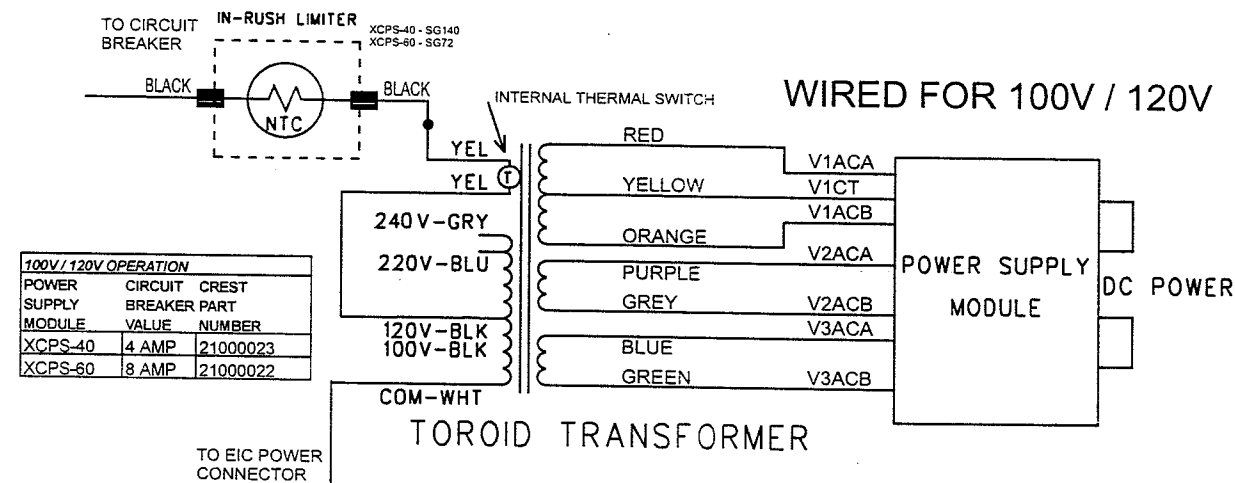 TO CIRCUIT
BREAKER
IN-RUSH LIMITER
XCPS-40 - SG140
XCPS-60 - SG72
BLACK
BLACK
NTC
INTERNAL THERMAL SWITCH
WIRED FOR 100V / 120V
YEL
YEL
T
240V-GRY
220V-BLU
120V-BLK
100V-BLK
COM-WHT
RED
YELLOW
ORANGE
PURPLE
GREY
BLUE
GREEN
V1ACA
V1CT
V1ACB
V2ACA
V2ACB
V3ACA
V3ACB
POWER SUPPLY
MODULE
DC POWER
100V / 120V OPERATION
POWER CIRCUIT CREST
SUPPLY BREAKER PART
MODULE VALUE NUMBER
XCPS-40 4 AMP 21000023
XCPS-60 8 AMP 21000022
TOROID TRANSFORMER
TO EIC POWER
CONNECTOR